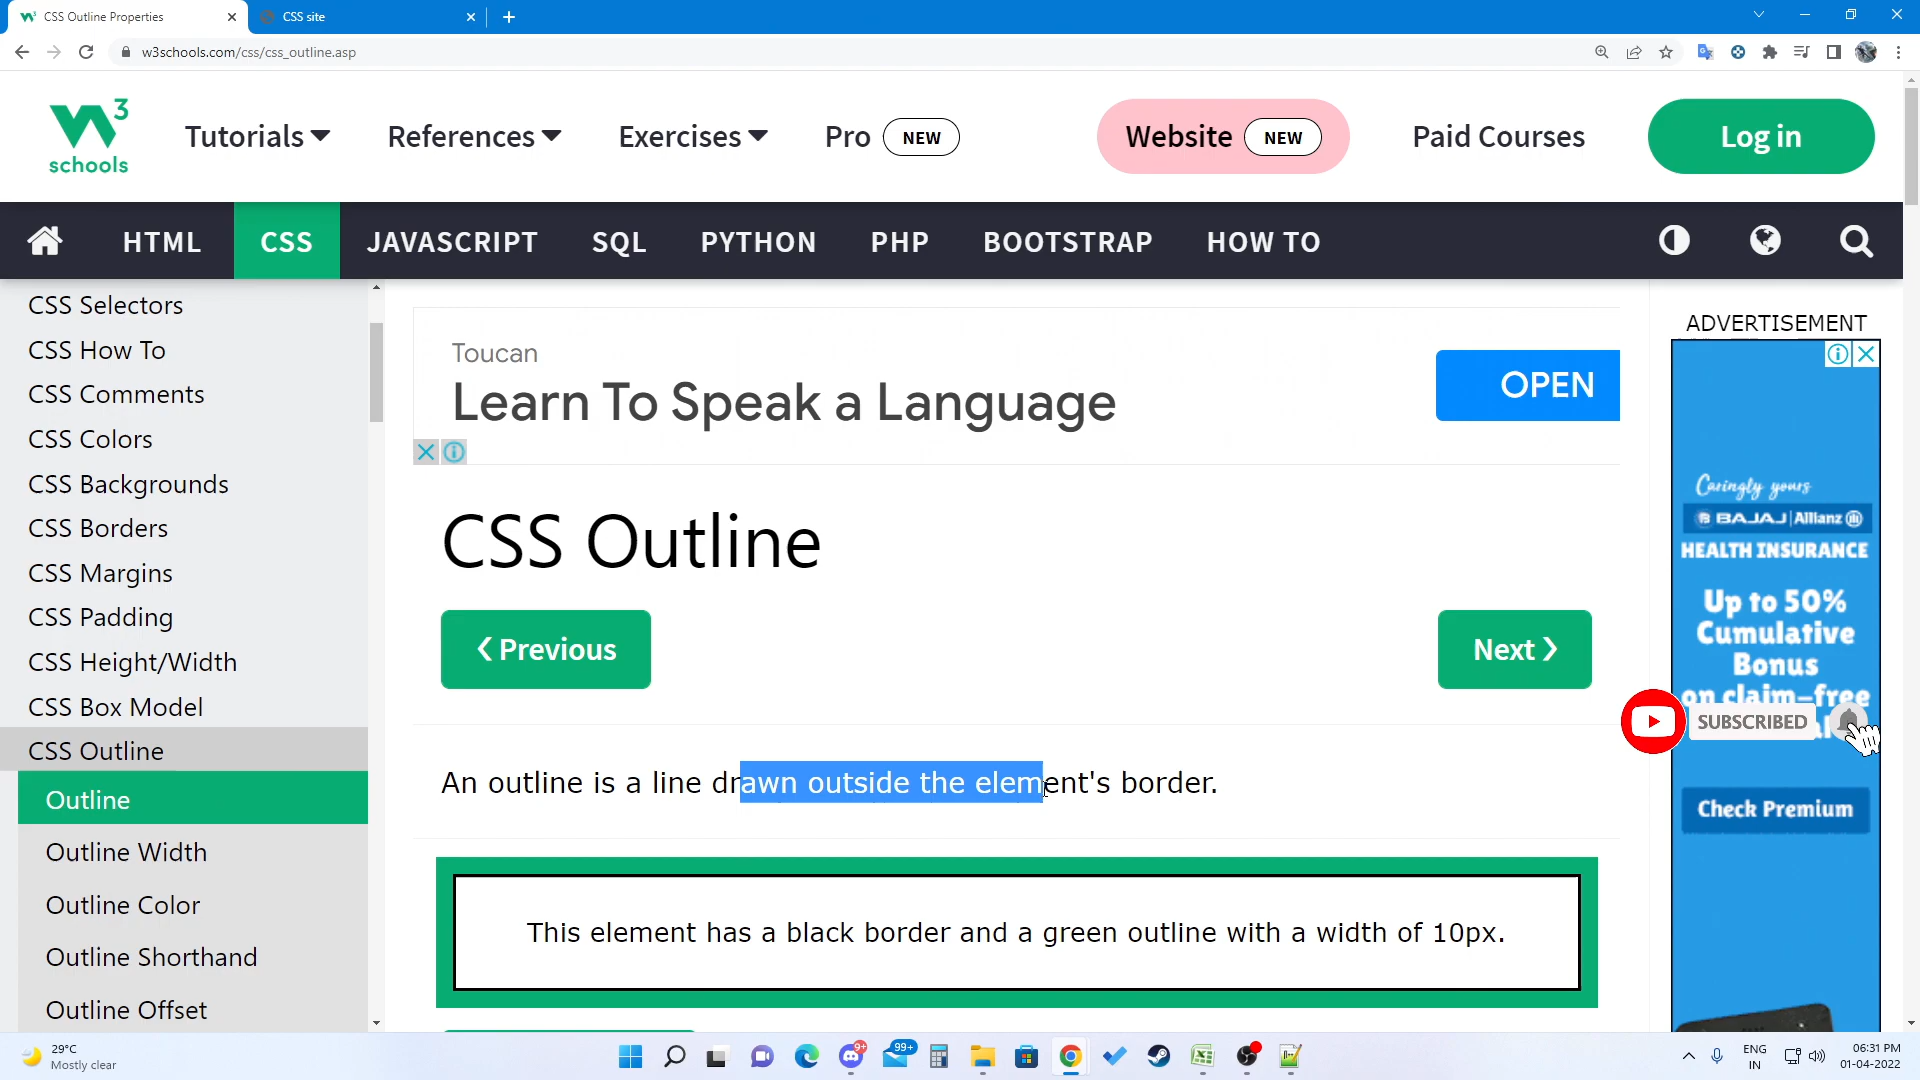 CSS Outline Properties
CSS site
w3schools.com/css/css_outline.asp
3
schools
Tutorials
References
Exercises
Pro NEW
Website NEW
Paid Courses
Log in
HTML
CSS
JAVASCRIPT
SQL
PYTHON
PHP
BOOTSTRAP
HOW TO
CSS Selectors
CSS How To
CSS Comments
CSS Colors
CSS Backgrounds
CSS Borders
CSS Margins
CSS Padding
CSS Height/Width
CSS Box Model
CSS Outline
Outline
Outline Width
Outline Color
Outline Shorthand
Outline Offset
Toucan
Learn To Speak a Language
OPEN
CSS Outline
❮ Previous
Next ❯
An outline is a line drawn outside the element's border.
This element has a black border and a green outline with a width of 10px.
ADVERTISEMENT
Caringly yours
BAJAJ Allianz
HEALTH INSURANCE
Up to 50%
Cumulative
Bonus
on claim-free
SUBSCRIBED
Check Premium
29°C
Mostly clear
9+
99+
ENG
IN
06:31 PM
01-04-2022